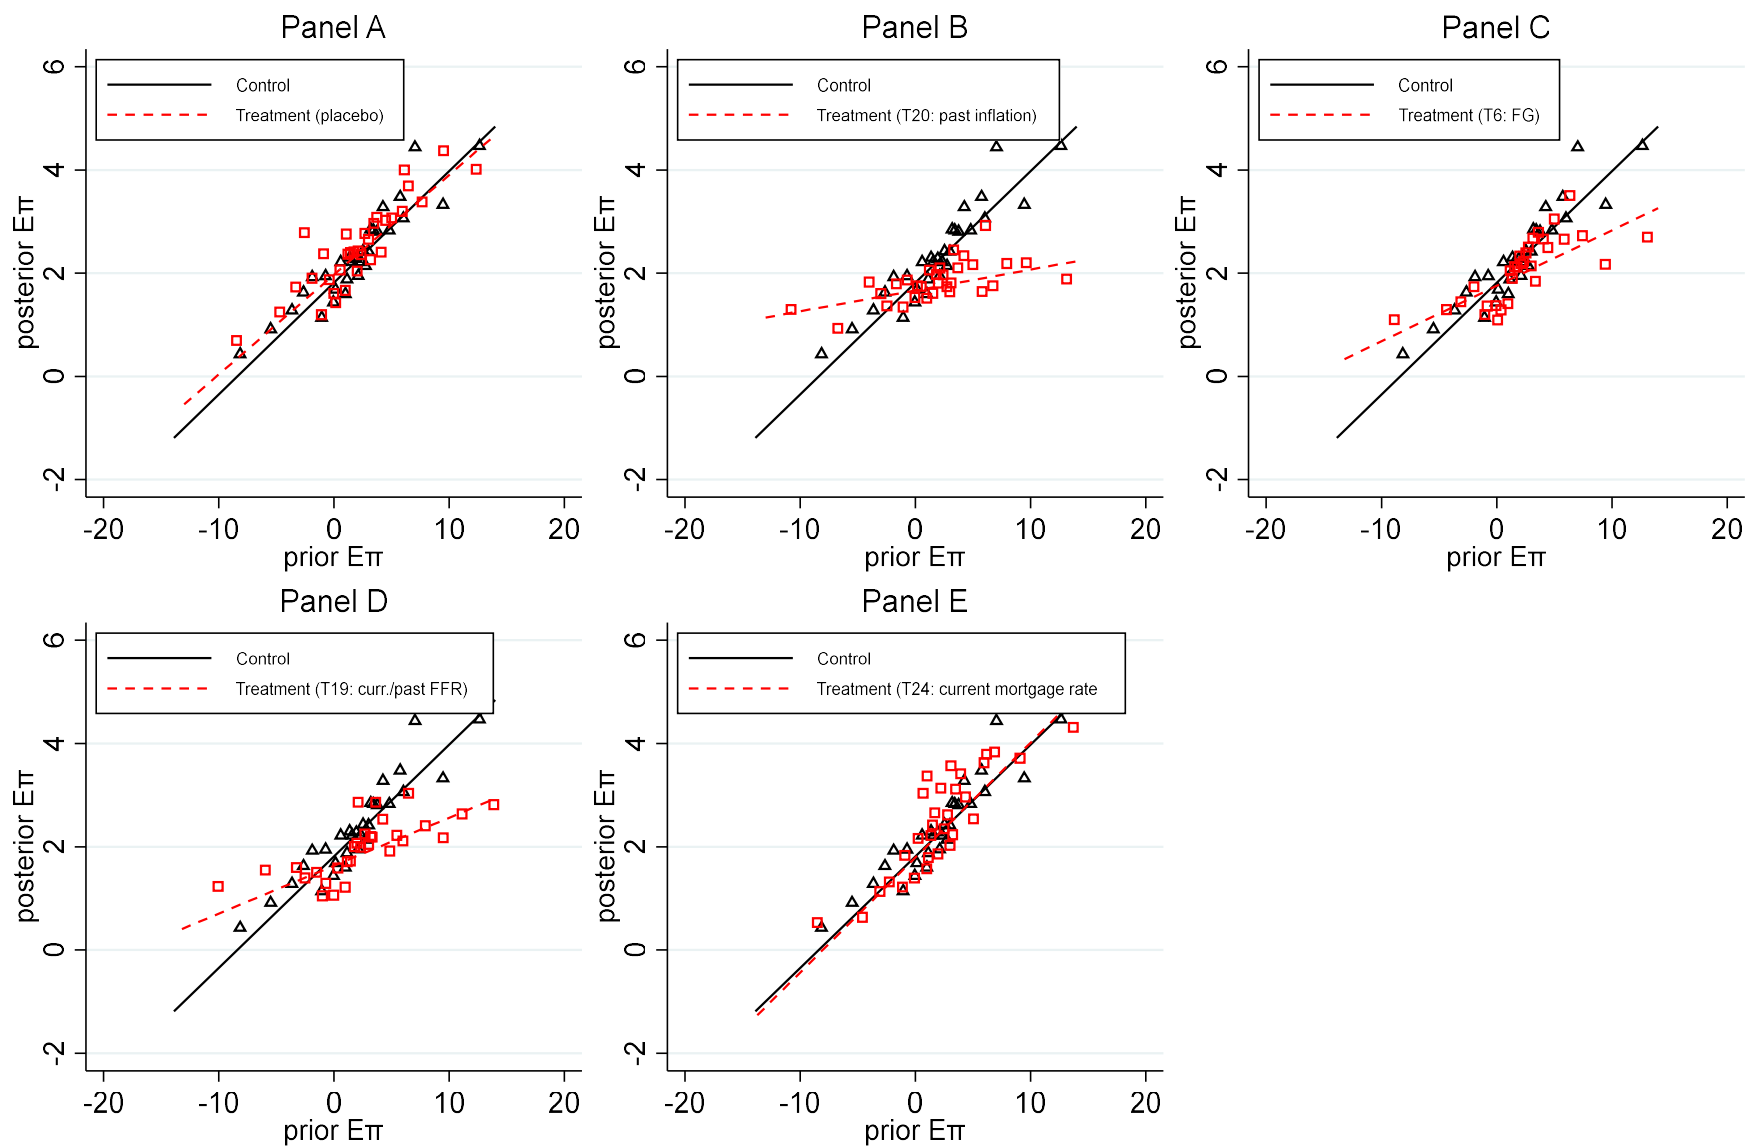 Panel A
Control
Treatment (placebo)
posterior Eπ
6
4
2
0
-2
-20 -10 0 10 20
prior Eπ
Panel B
Control
Treatment (T20: past inflation)
posterior Eπ
6
4
2
0
-2
-20 -10 0 10 20
prior Eπ
Panel C
Control
Treatment (T6: FG)
posterior Eπ
6
4
2
0
-2
-20 -10 0 10 20
prior Eπ
Panel D
Control
Treatment (T19: curr./past FFR)
posterior Eπ
6
4
2
0
-2
-20 -10 0 10 20
prior Eπ
Panel E
Control
Treatment (T24: current mortgage rate
posterior Eπ
6
4
2
0
-2
-20 -10 0 10 20
prior Eπ